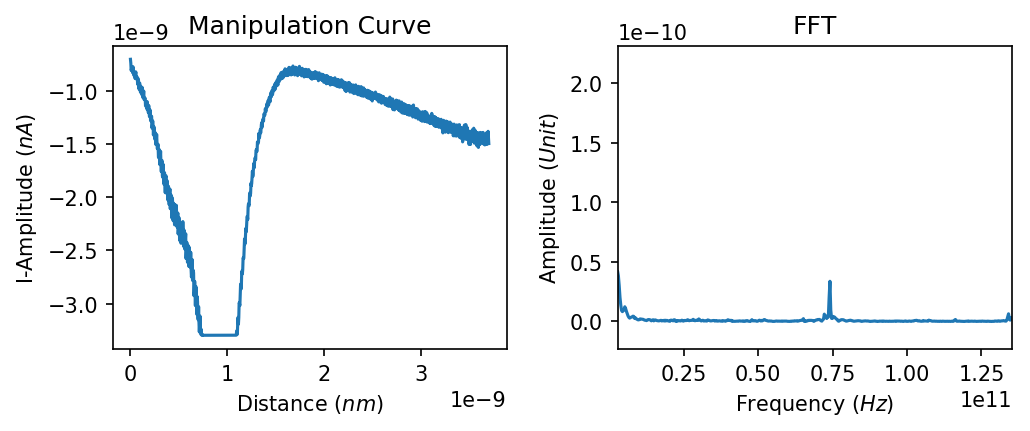 Manipulation Curve
1e−9
I-Amplitude (nA)
−1.0
−1.5
−2.0
−2.5
−3.0
0 1 2 3
1e−9
Distance (nm)
FFT
1e−10
Amplitude (Unit)
2.0
1.5
1.0
0.5
0.0
0.25 0.50 0.75 1.00 1.25
1e11
Frequency (Hz)